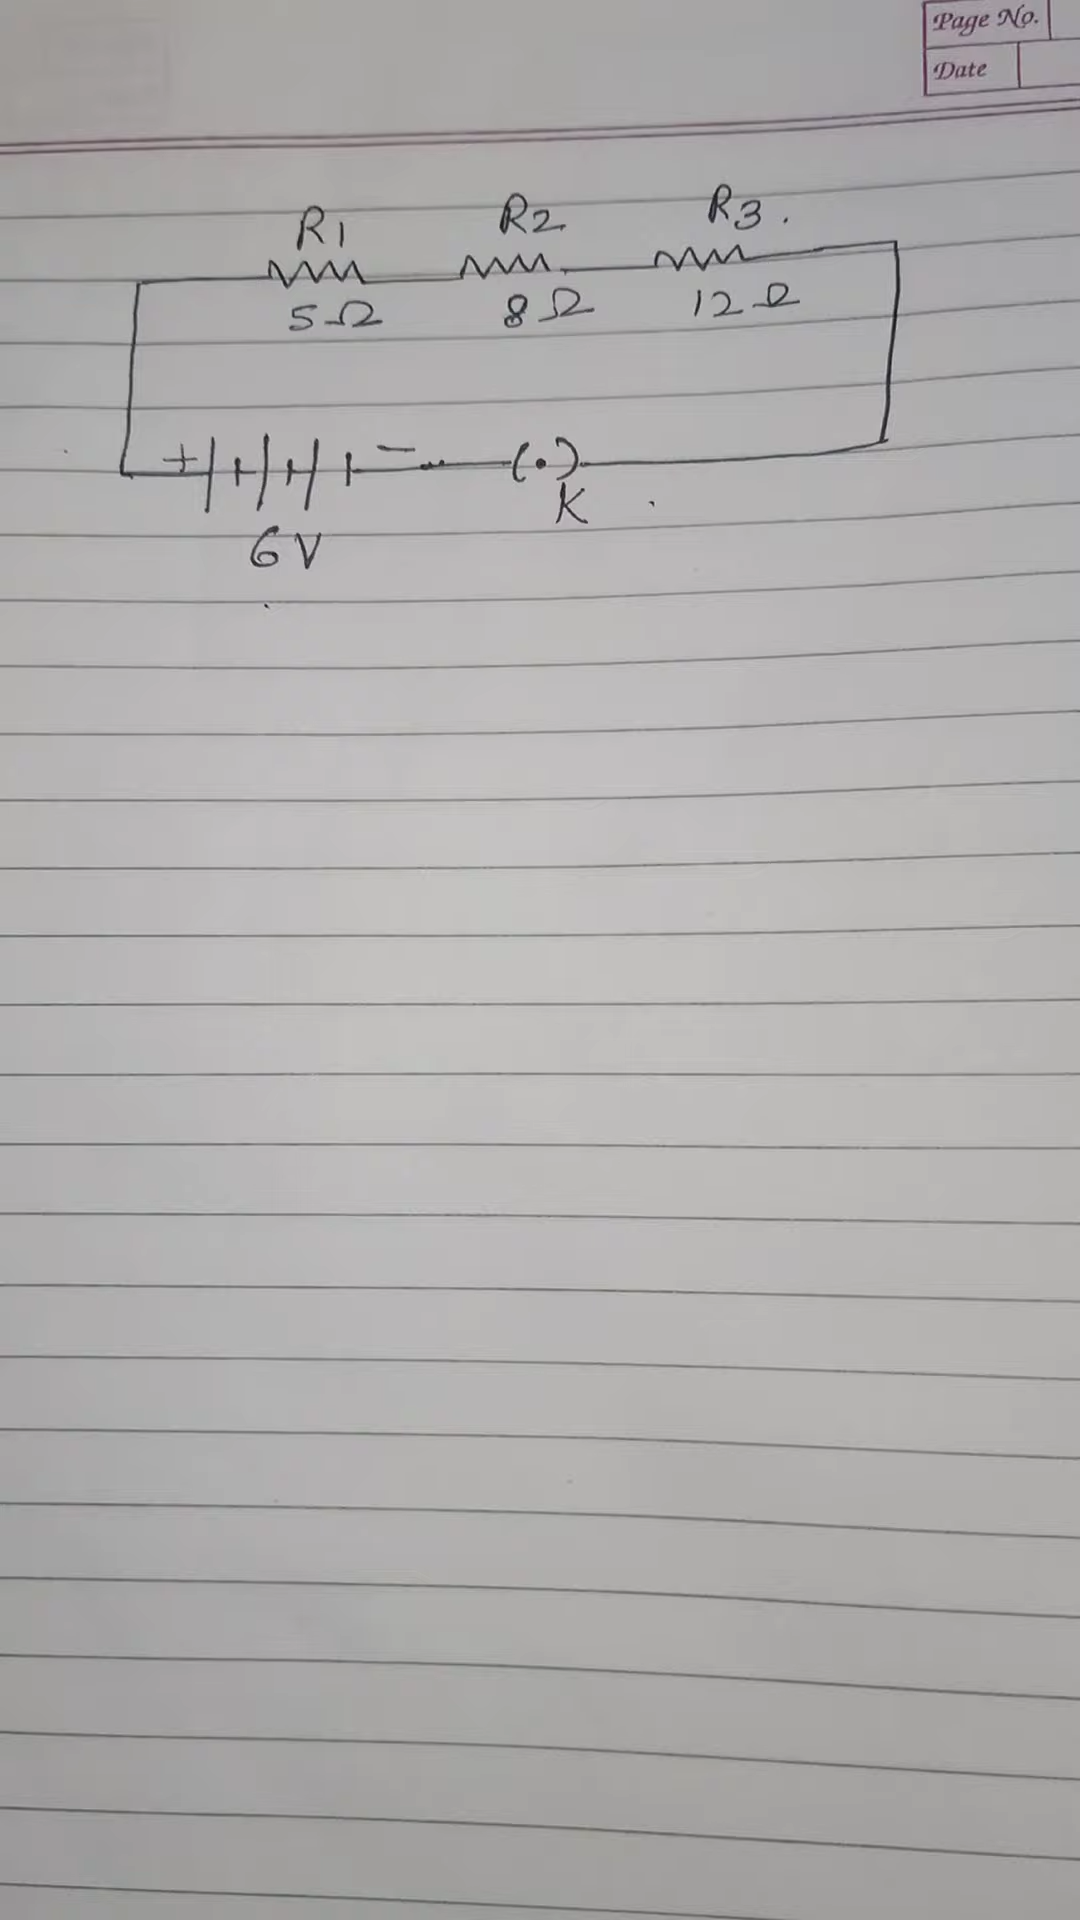 Page No.
Date
R1 R2 R3.
5Ω 8Ω 12Ω
+ − (·)
K
6V